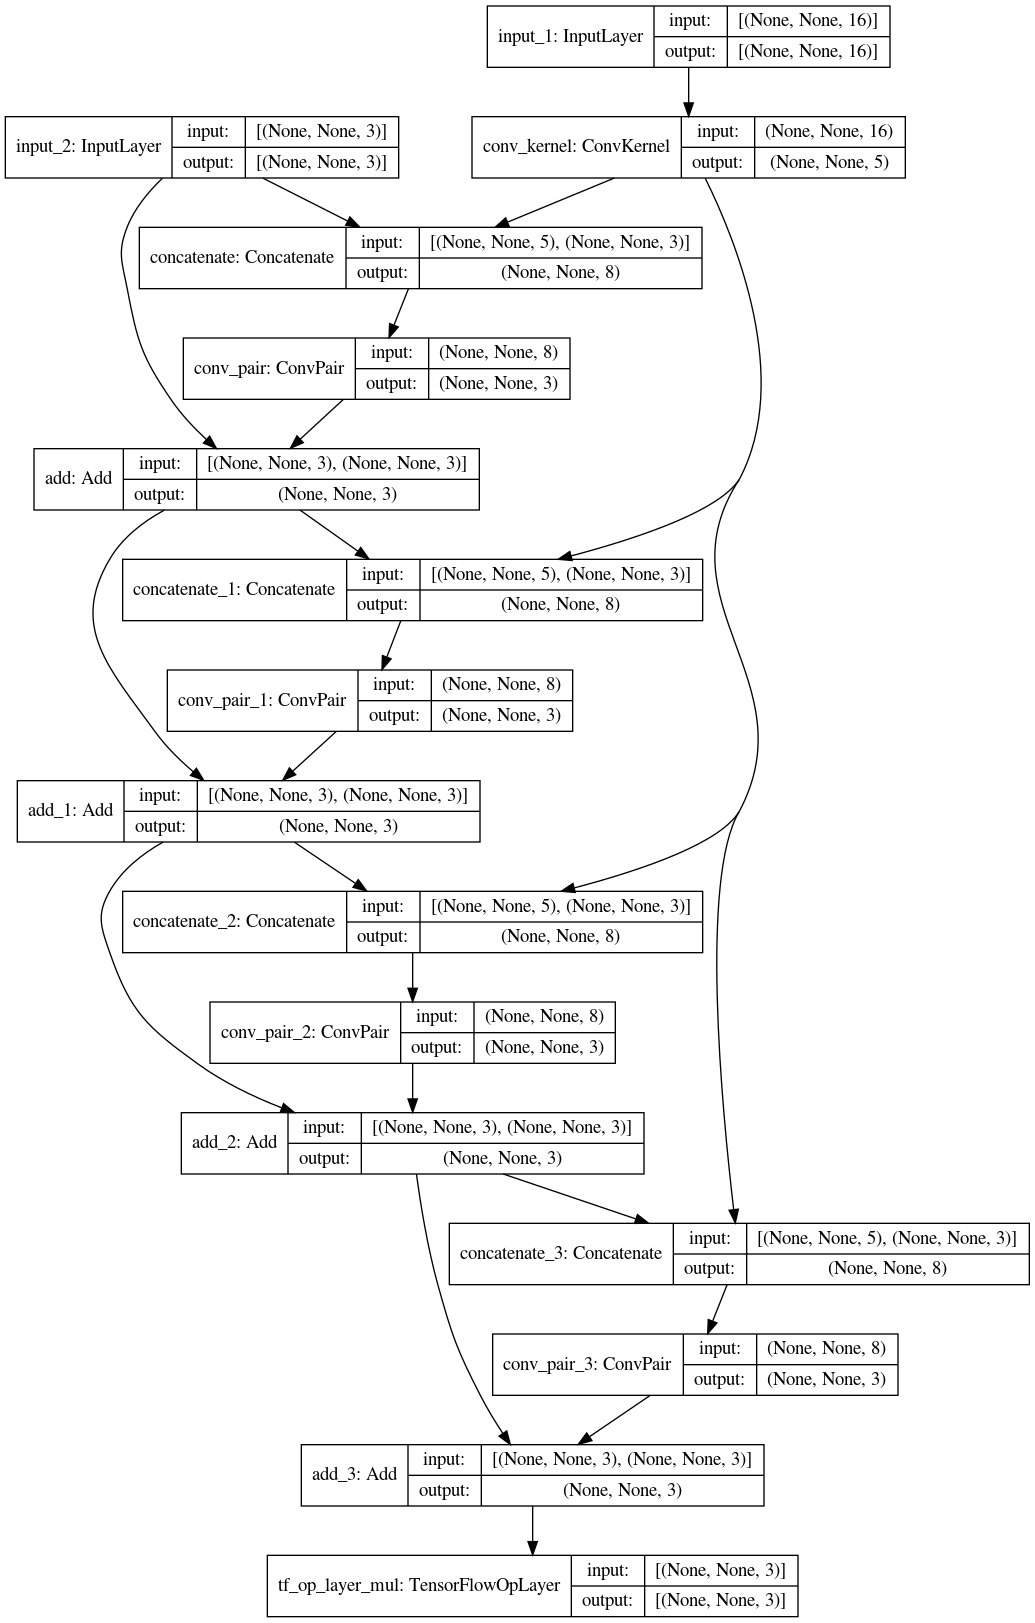 input_1: InputLayer
input:
[(None, None, 16)]
output:
[(None, None, 16)]
input_2: InputLayer
input:
[(None, None, 3)]
output:
[(None, None, 3)]
conv_kernel: ConvKernel
input:
(None, None, 16)
output:
(None, None, 5)
concatenate: Concatenate
input:
[(None, None, 5), (None, None, 3)]
output:
(None, None, 8)
conv_pair: ConvPair
input:
(None, None, 8)
output:
(None, None, 3)
add: Add
input:
[(None, None, 3), (None, None, 3)]
output:
(None, None, 3)
concatenate_1: Concatenate
input:
[(None, None, 5), (None, None, 3)]
output:
(None, None, 8)
conv_pair_1: ConvPair
input:
(None, None, 8)
output:
(None, None, 3)
add_1: Add
input:
[(None, None, 3), (None, None, 3)]
output:
(None, None, 3)
concatenate_2: Concatenate
input:
[(None, None, 5), (None, None, 3)]
output:
(None, None, 8)
conv_pair_2: ConvPair
input:
(None, None, 8)
output:
(None, None, 3)
add_2: Add
input:
[(None, None, 3), (None, None, 3)]
output:
(None, None, 3)
concatenate_3: Concatenate
input:
[(None, None, 5), (None, None, 3)]
output:
(None, None, 8)
conv_pair_3: ConvPair
input:
(None, None, 8)
output:
(None, None, 3)
add_3: Add
input:
[(None, None, 3), (None, None, 3)]
output:
(None, None, 3)
tf_op_layer_mul: TensorFlowOpLayer
input:
[(None, None, 3)]
output:
[(None, None, 3)]